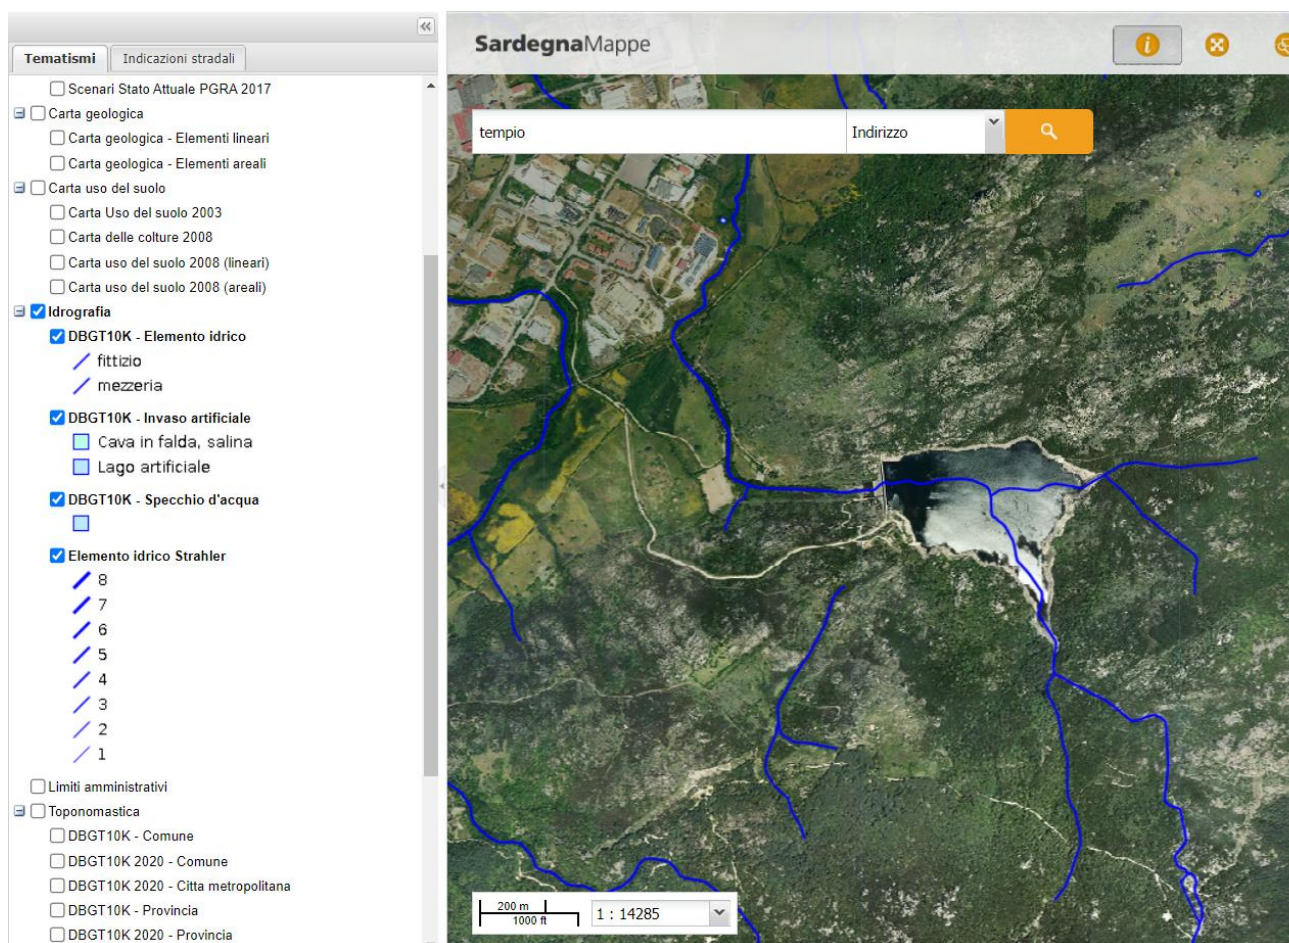 Tematismi
Indicazioni stradali
Scenari Stato Attuale PGRA 2017
Carta geologica
Carta geologica - Elementi lineari
Carta geologica - Elementi areali
Carta uso del suolo
Carta Uso del suolo 2003
Carta delle colture 2008
Carta uso del suolo 2008 (lineari)
Carta uso del suolo 2008 (areali)
Idrografia
DBGT10K - Elemento idrico
fittizio
mezzeria
DBGT10K - Invaso artificiale
Cava in falda, salina
Lago artificiale
DBGT10K - Specchio d'acqua
Elemento idrico Strahler
8
7
6
5
4
3
2
1
Limiti amministrativi
Toponomastica
DBGT10K - Comune
DBGT10K 2020 - Comune
DBGT10K 2020 - Citta metropolitana
DBGT10K - Provincia
DBGT10K 2020 - Provincia
SardegnaMappe
i
tempio
Indirizzo
200 m
1000 ft
1 : 14285